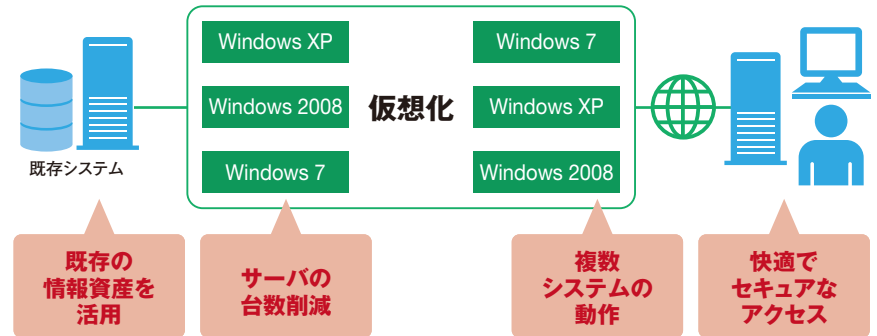 Windows XP
Windows 7
Windows 2008
仮想化
Windows XP
Windows 7
Windows 2008
既存システム
既存の
情報資産を
活用
サーバの
台数削減
複数
システムの
動作
快適で
セキュアな
アクセス